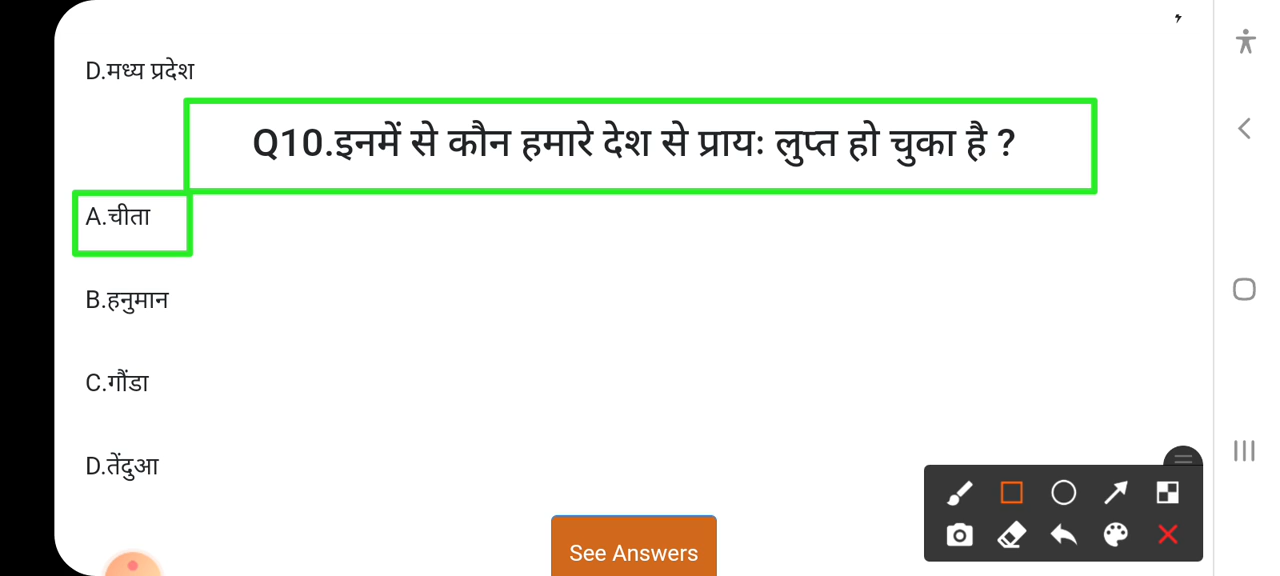 D.मध्य प्रदेश
Q10.इनमें से कौन हमारे देश से प्रायः लुप्त हो चुका है ?
A.चीता
B.हनुमान
C.गौंडा
D.तेंदुआ
See Answers